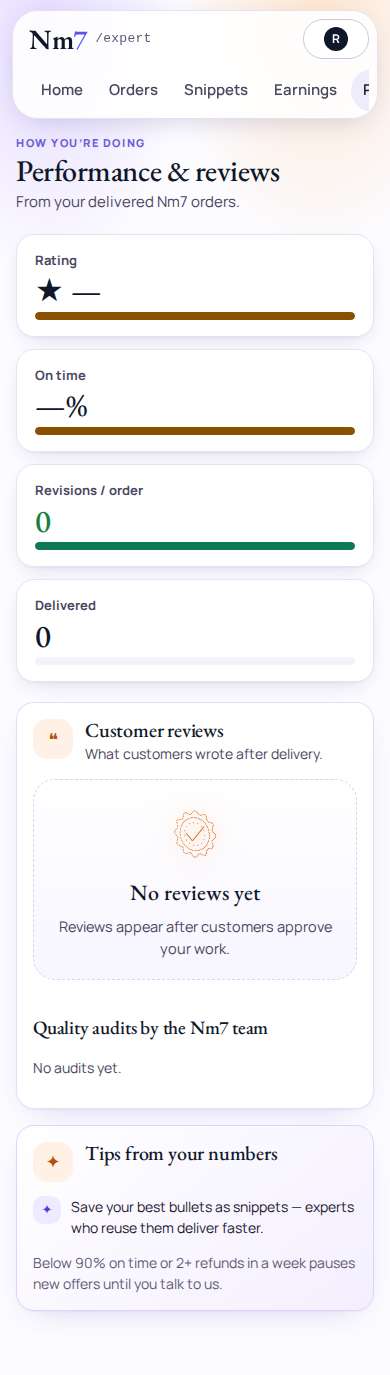 Nm7 /expert
R
Home Orders Snippets Earnings
HOW YOU'RE DOING
Performance & reviews
From your delivered Nm7 orders.
Rating
★ —
On time
—%
Revisions / order
0
Delivered
0
❝
Customer reviews
What customers wrote after delivery.
No reviews yet
Reviews appear after customers approve
your work.
Quality audits by the Nm7 team
No audits yet.
✦
Tips from your numbers
✦
Save your best bullets as snippets — experts
who reuse them deliver faster.
Below 90% on time or 2+ refunds in a week pauses
new offers until you talk to us.